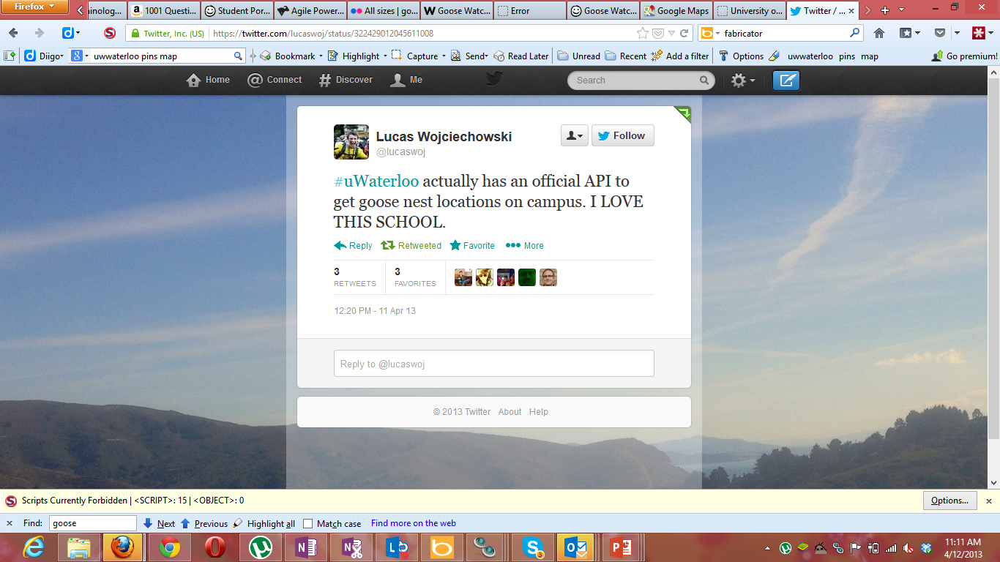 Firefox
ninolog...
1001 Questi...
Student Por...
Agile Power...
All sizes | go...
Goose Watc...
Error
Goose Watc...
Google Maps
University o...
Twitter / ...
Twitter, Inc. (US)
https://twitter.com/lucaswoj/status/322429012045611008
fabricator
Diigo
uwwaterloo pins map
Bookmark
Highlight
Capture
Send
Read Later
Unread
Recent
Add a filter
Options
uwwaterloo
pins
map
Go premium!
Home
Connect
Discover
Me
Search
Lucas Wojciechowski
@lucaswoj
Follow
#uWaterloo actually has an official API to
get goose nest locations on campus. I LOVE
THIS SCHOOL.
Reply
Retweeted
Favorite
More
3
RETWEETS
3
FAVORITES
12:20 PM - 11 Apr 13
Reply to @lucaswoj
© 2013 Twitter About Help
Scripts Currently Forbidden | <SCRIPT>: 15 | <OBJECT>: 0
Options...
Find:
goose
Next
Previous
Highlight all
Match case
Find more on the web
11:11 AM
4/12/2013